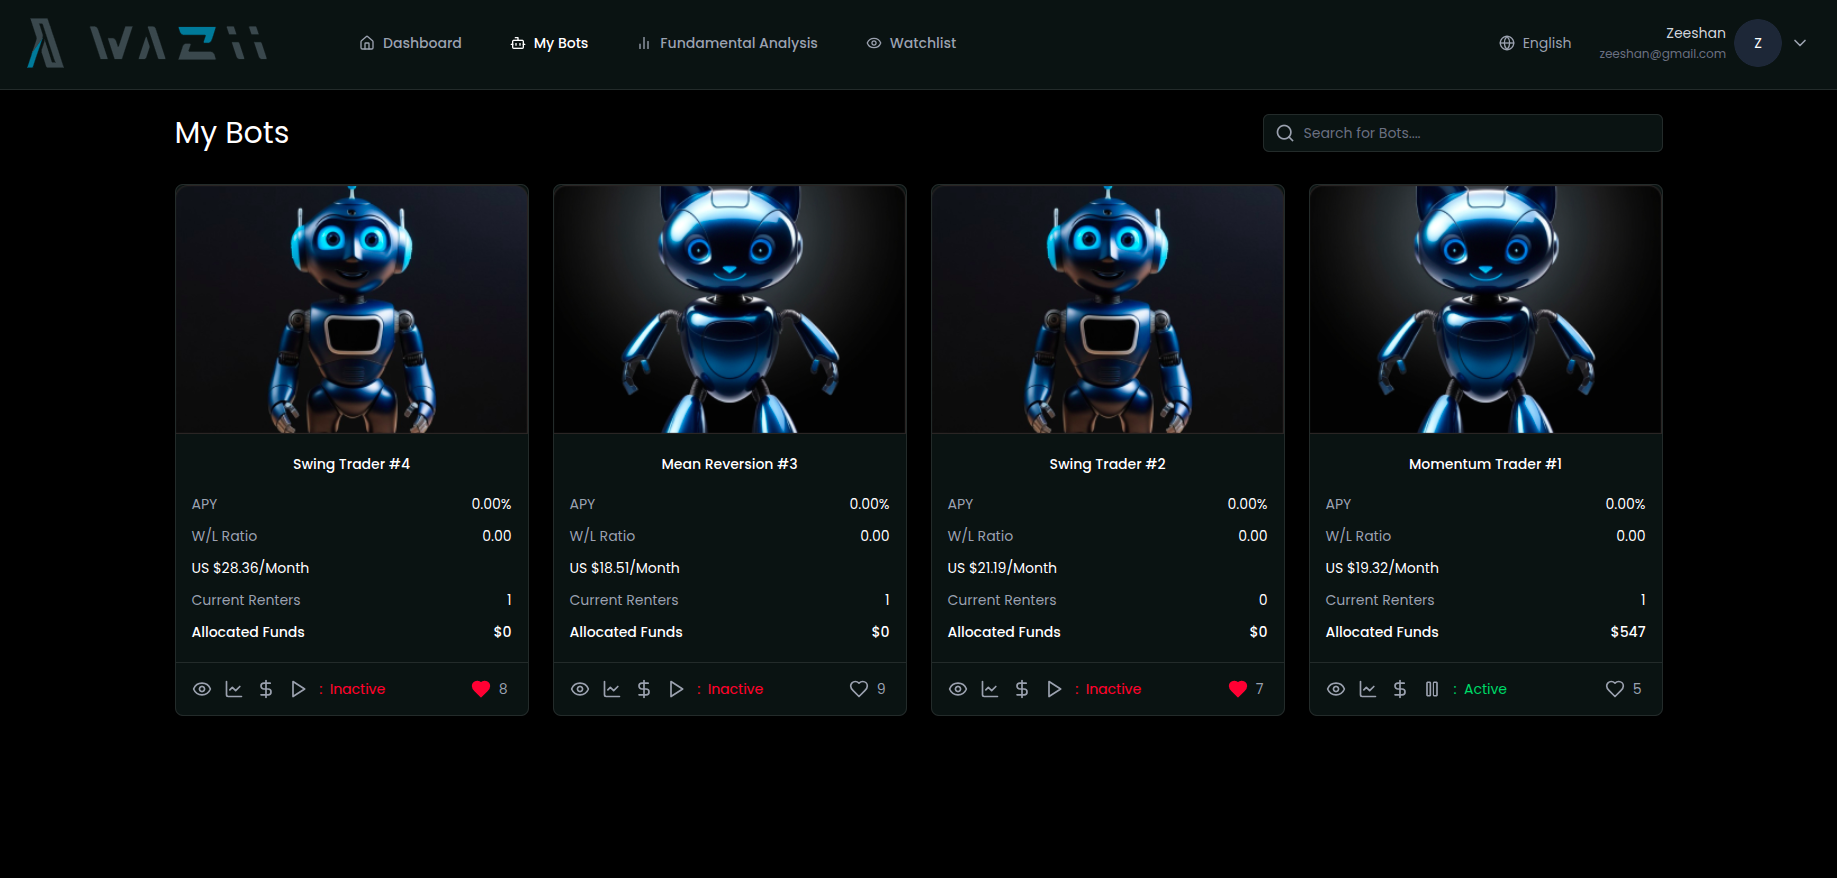 WAZii
Dashboard
My Bots
Fundamental Analysis
Watchlist
English
Zeeshan
zeeshan@gmail.com
Z
My Bots
Search for Bots....
Swing Trader #4
APY 0.00%
W/L Ratio 0.00
US $28.36/Month
Current Renters 1
Allocated Funds $0
: Inactive 8
Mean Reversion #3
APY 0.00%
W/L Ratio 0.00
US $18.51/Month
Current Renters 1
Allocated Funds $0
: Inactive 9
Swing Trader #2
APY 0.00%
W/L Ratio 0.00
US $21.19/Month
Current Renters 0
Allocated Funds $0
: Inactive 7
Momentum Trader #1
APY 0.00%
W/L Ratio 0.00
US $19.32/Month
Current Renters 1
Allocated Funds $547
: Active 5